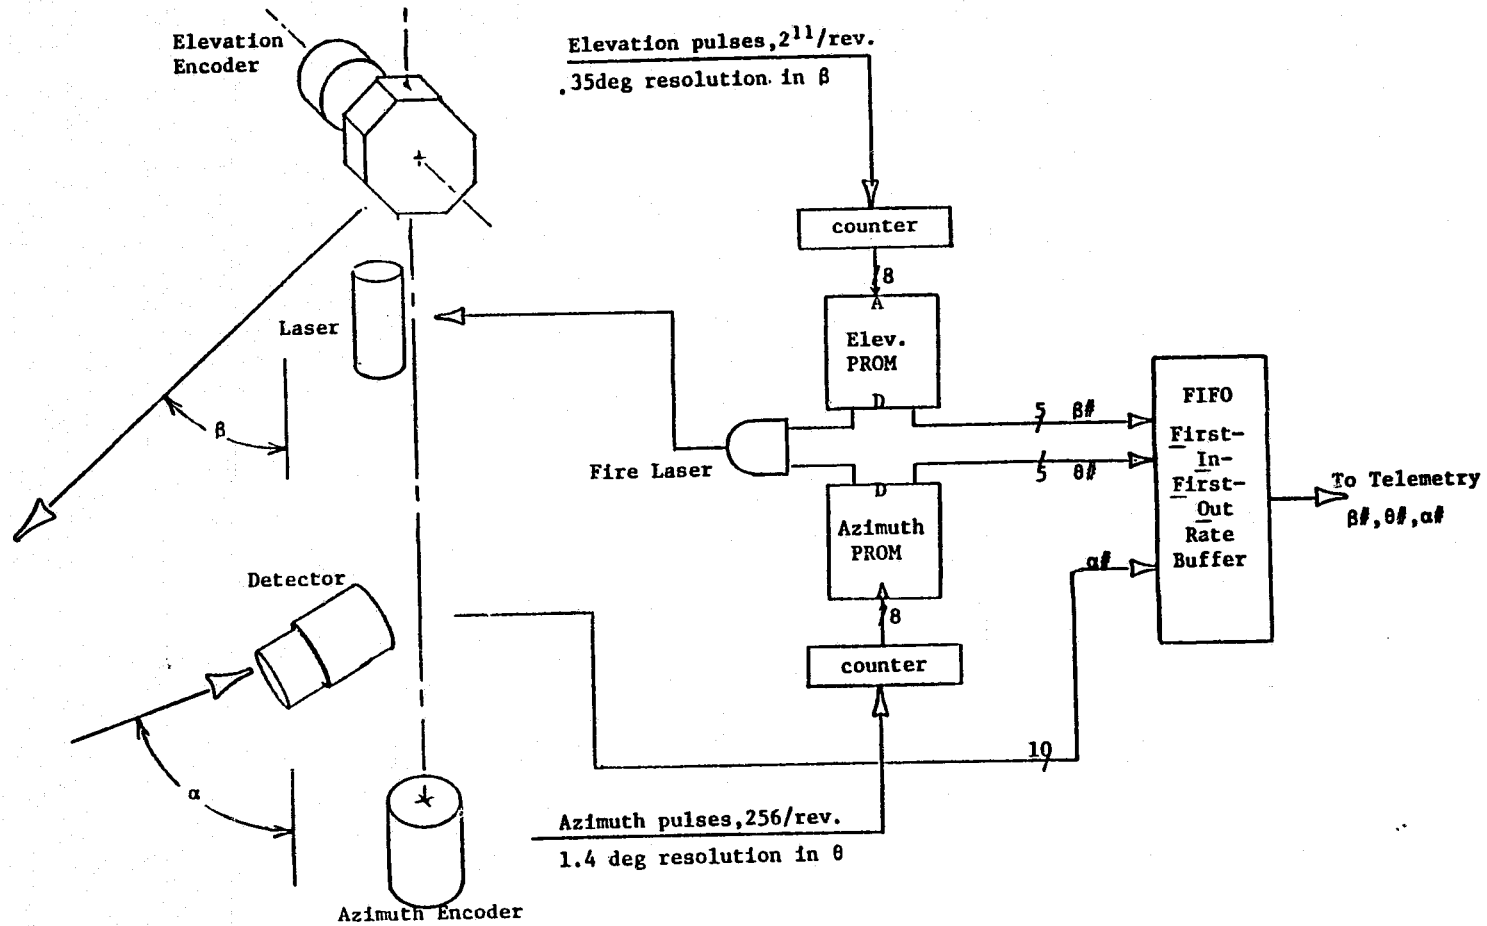 Elevation
Encoder
Elevation pulses,2¹¹/rev.
.35deg resolution in β
counter
8
A
Elev.
PROM
D
Laser
β
Fire Laser
5 β#
5 θ#
D
Azimuth
PROM
A
8
counter
FIFO
First-
In-
First-
Out
Rate
Buffer
α#
To Telemetry
β#,θ#,α#
Detector
α
10
Azimuth pulses,256/rev.
1.4 deg resolution in θ
Azimuth Encoder